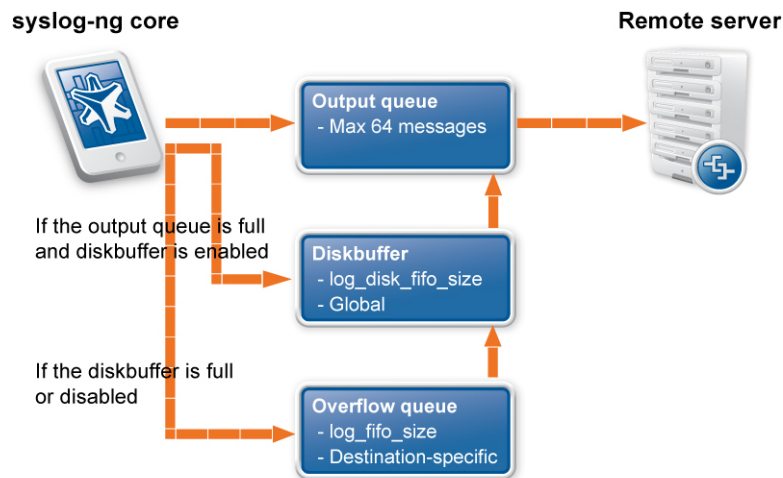 syslog-ng core
Remote server
Output queue
- Max 64 messages
If the output queue is full
and diskbuffer is enabled
Diskbuffer
- log_disk_fifo_size
- Global
If the diskbuffer is full
or disabled
Overflow queue
- log_fifo_size
- Destination-specific